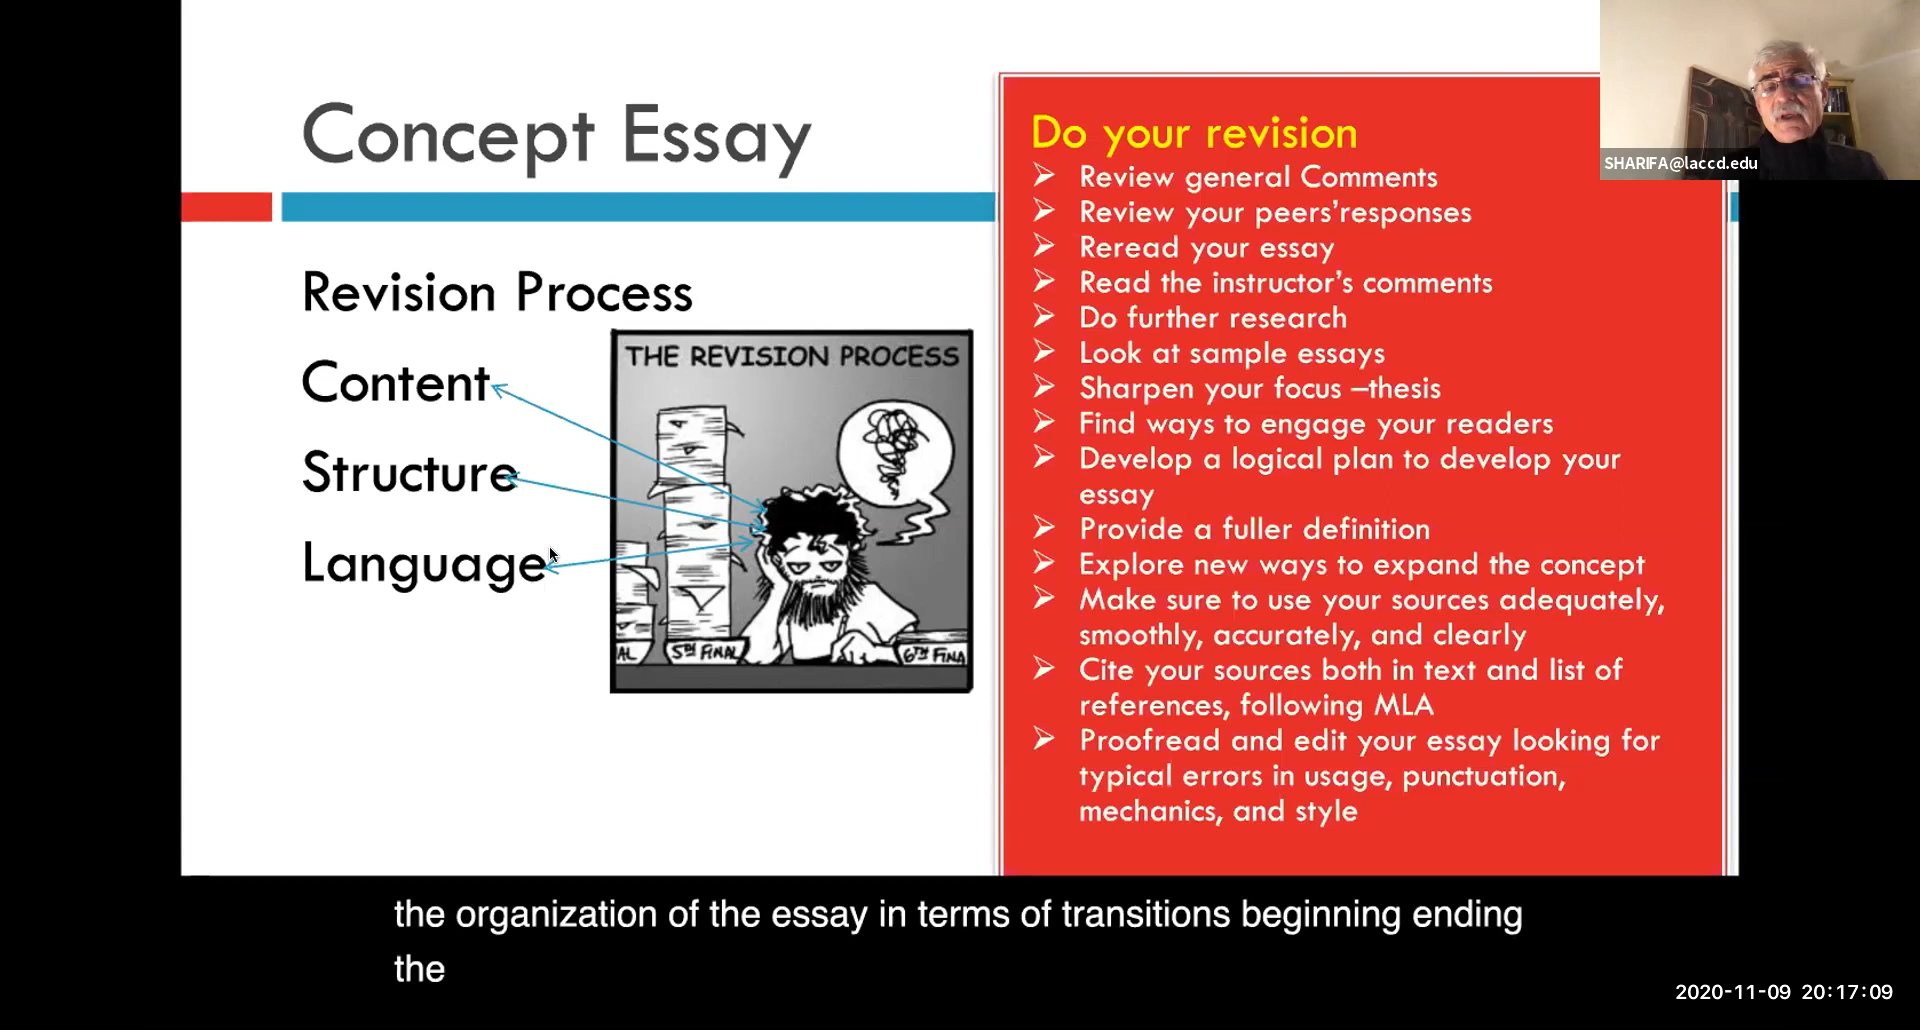 Concept Essay
Revision Process
Content
Structure
Language
THE REVISION PROCESS
AL
5TH FINAL
6TH FINA
Do your revision
➢ Review general Comments
➢ Review your peers’responses
➢ Reread your essay
➢ Read the instructor’s comments
➢ Do further research
➢ Look at sample essays
➢ Sharpen your focus –thesis
➢ Find ways to engage your readers
➢ Develop a logical plan to develop your
essay
➢ Provide a fuller definition
➢ Explore new ways to expand the concept
➢ Make sure to use your sources adequately,
smoothly, accurately, and clearly
➢ Cite your sources both in text and list of
references, following MLA
➢ Proofread and edit your essay looking for
typical errors in usage, punctuation,
mechanics, and style
SHARIFA@laccd.edu
the organization of the essay in terms of transitions beginning ending
the
2020-11-09 20:17:09